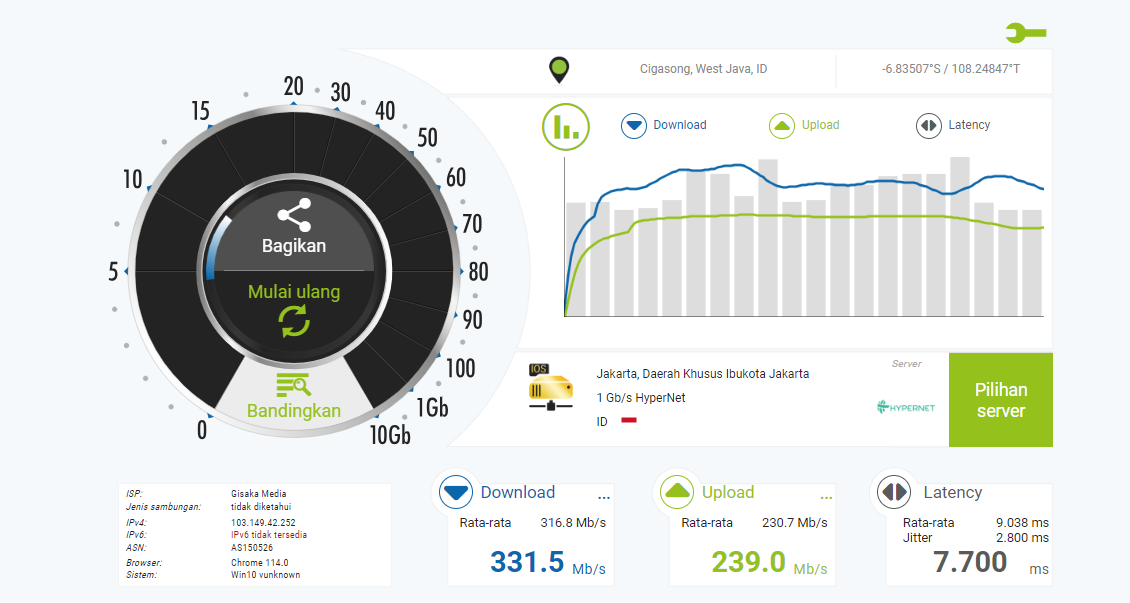 Cigasong, West Java, ID
-6.83507°S / 108.24847°T
0
5
10
15
20
30
40
50
60
70
80
90
100
1Gb
10Gb
Bagikan
Mulai ulang
Bandingkan
Download
Upload
Latency
IOS
Jakarta, Daerah Khusus Ibukota Jakarta
1 Gb/s HyperNet
ID
Server
HYPERNET
Pilihan
server
ISP: Gisaka Media
Jenis sambungan: tidak diketahui
IPv4: 103.149.42.252
IPv6: IPv6 tidak tersedia
ASN: AS150526
Browser: Chrome 114.0
Sistem: Win10 vunknown
Download ...
Rata-rata 316.8 Mb/s
331.5 Mb/s
Upload ...
Rata-rata 230.7 Mb/s
239.0 Mb/s
Latency
Rata-rata 9.038 ms
Jitter 2.800 ms
7.700 ms